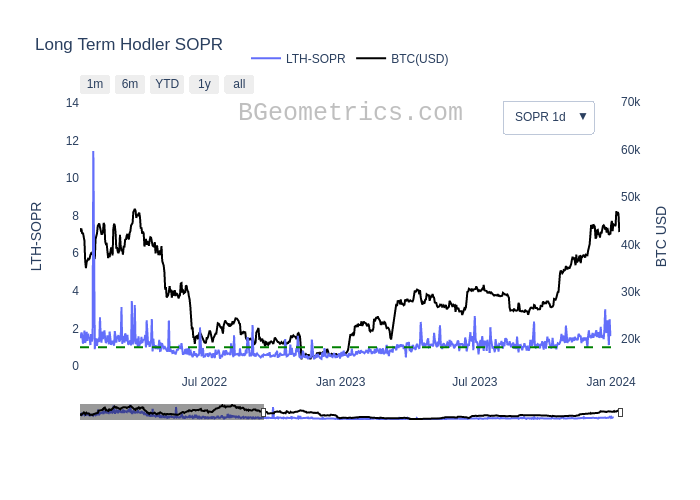 Long Term Hodler SOPR
LTH-SOPR BTC(USD)
1m 6m YTD 1y all
BGeometrics.com
SOPR 1d ▼
14
12
10
8
6
4
2
0
LTH-SOPR
70k
60k
50k
40k
30k
20k
BTC USD
Jul 2022 Jan 2023 Jul 2023 Jan 2024